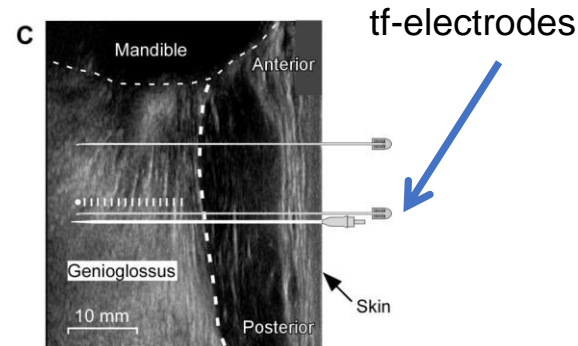 tf-electrodes
C
Mandible
Anterior
Genioglossus
10 mm
Skin
Posterior